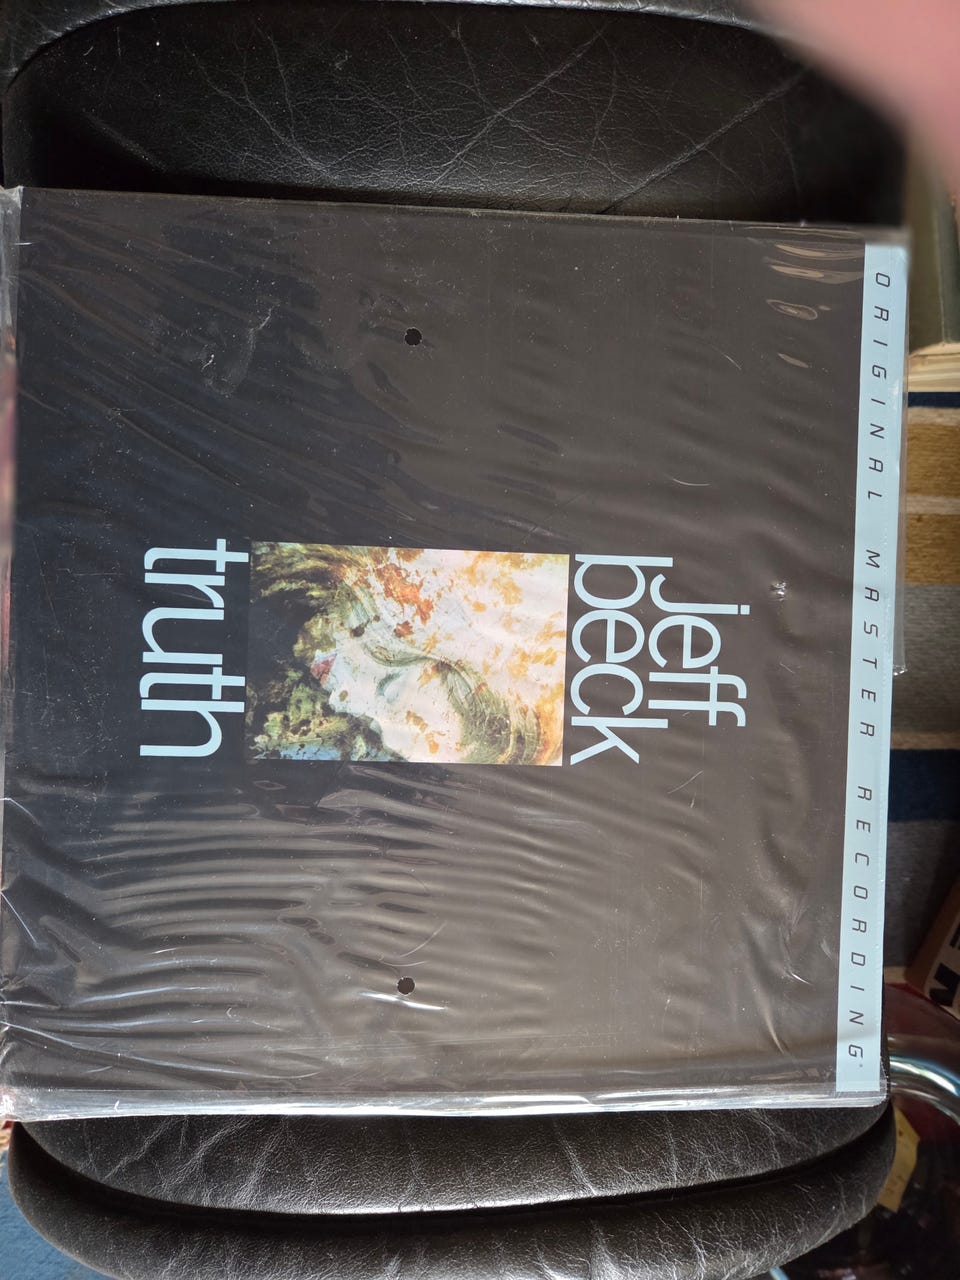 ORIGINAL MASTER RECORDING®
jeff
beck
truth